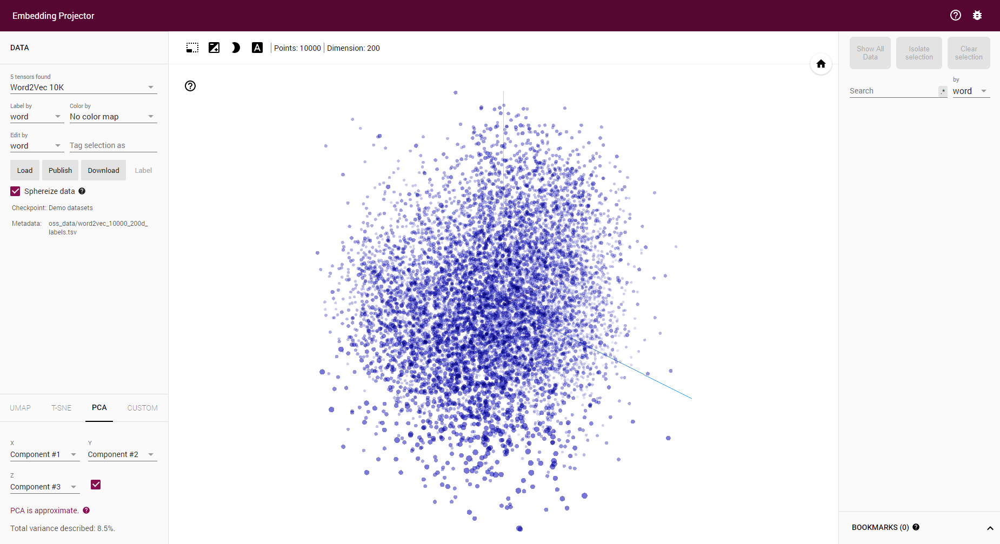 Embedding Projector
DATA
5 tensors found
Word2Vec 10K
Label by
Color by
word
No color map
Edit by
word
Tag selection as
Load
Publish
Download
Label
Sphereize data
Checkpoint: Demo datasets
Metadata: oss_data/word2vec_10000_200d_
labels.tsv
UMAP
T-SNE
PCA
CUSTOM
X
Y
Component #1
Component #2
Z
Component #3
PCA is approximate.
Total variance described: 8.5%.
A
Points: 10000
Dimension: 200
Show All
Data
Isolate
selection
Clear
selection
Search
.*
by
word
BOOKMARKS (0)